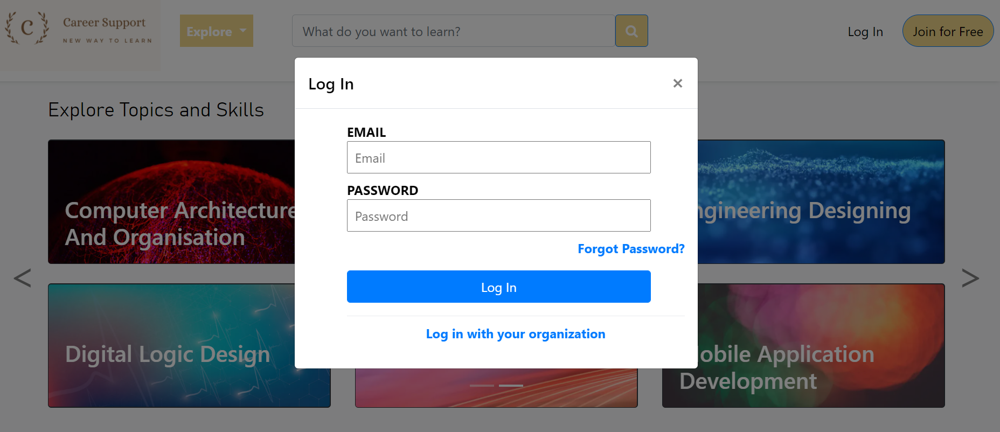 C
Career Support
NEW WAY TO LEARN
Explore
What do you want to learn?
Log In
Join for Free
Explore Topics and Skills
Log In
×
EMAIL
Email
PASSWORD
Password
Forgot Password?
Log In
Log in with your organization
Computer Architecture
And Organisation
ngineering Designing
<
>
Digital Logic Design
obile Application
Development